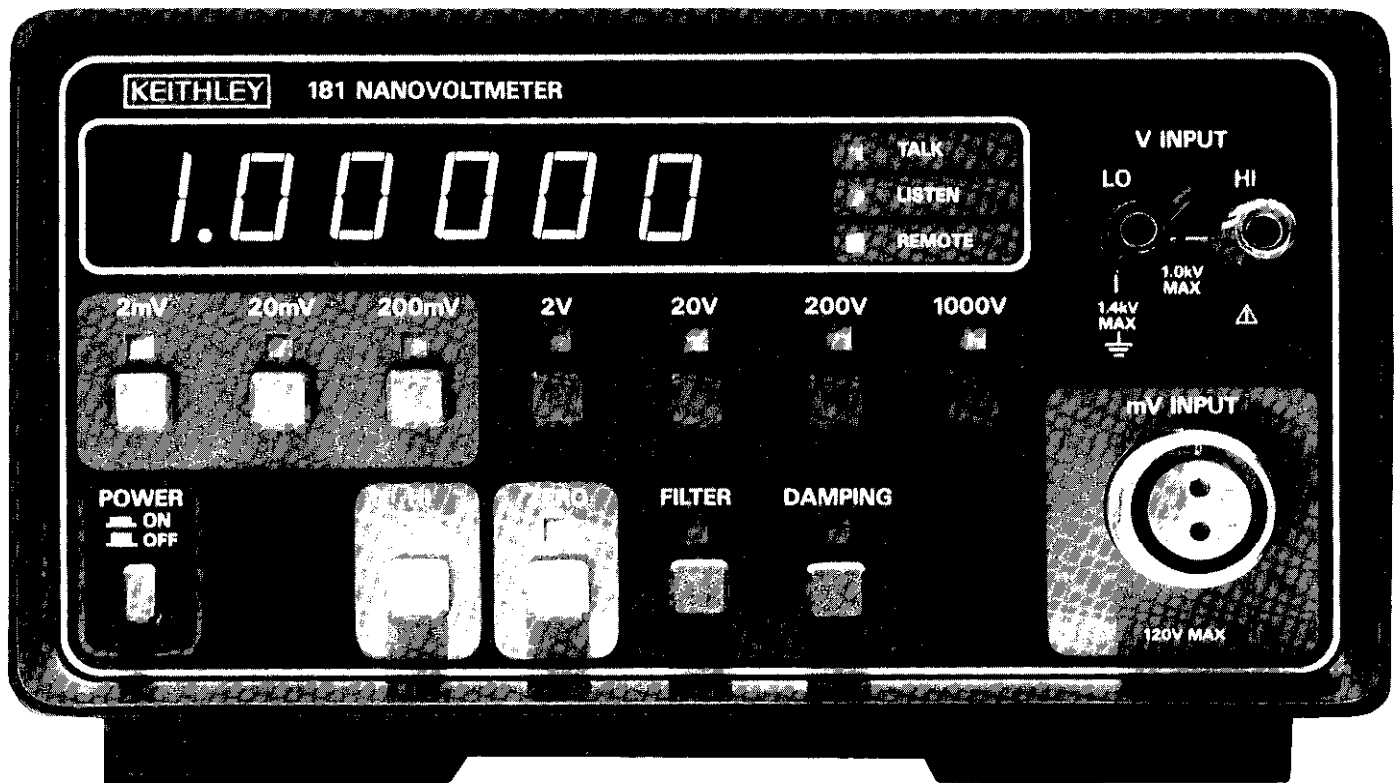 KEITHLEY 181 NANOVOLTMETER
1.00000
TALK
LISTEN
REMOTE
V INPUT
LO HI
1.0kV
MAX
1.4kV
MAX
2mV 20mV 200mV 2V 20V 200V 1000V
mV INPUT
120V MAX
POWER
ON
OFF
ZERO
FILTER
DAMPING